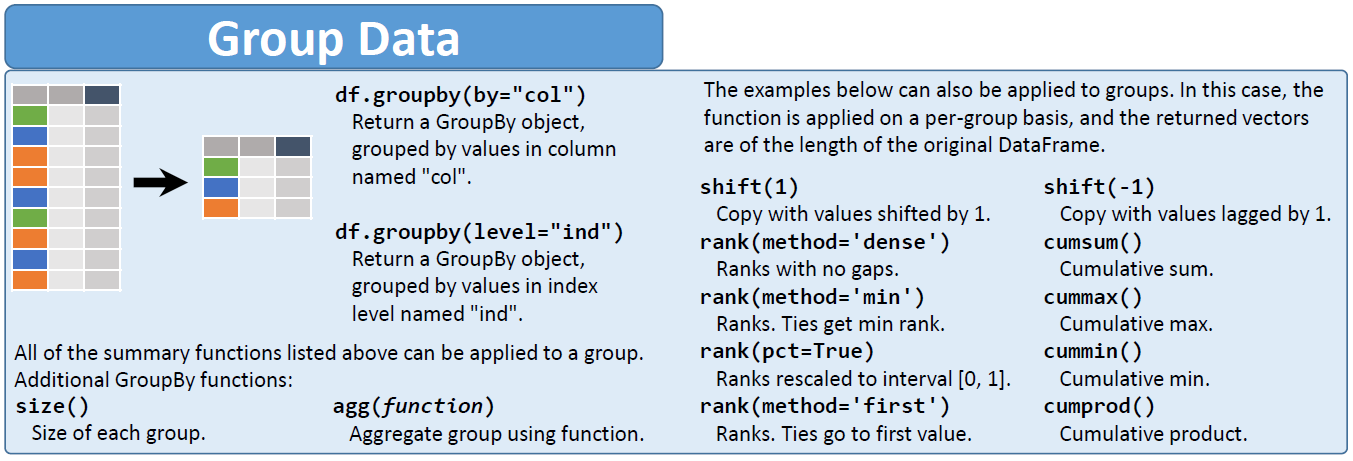 Group Data
df.groupby(by="col")
Return a GroupBy object,
grouped by values in column
named "col".
df.groupby(level="ind")
Return a GroupBy object,
grouped by values in index
level named "ind".
All of the summary functions listed above can be applied to a group.
Additional GroupBy functions:
size()
Size of each group.
agg(function)
Aggregate group using function.
The examples below can also be applied to groups. In this case, the
function is applied on a per-group basis, and the returned vectors
are of the length of the original DataFrame.
shift(1)
Copy with values shifted by 1.
rank(method='dense')
Ranks with no gaps.
rank(method='min')
Ranks. Ties get min rank.
rank(pct=True)
Ranks rescaled to interval [0, 1].
rank(method='first')
Ranks. Ties go to first value.
shift(-1)
Copy with values lagged by 1.
cumsum()
Cumulative sum.
cummax()
Cumulative max.
cummin()
Cumulative min.
cumprod()
Cumulative product.